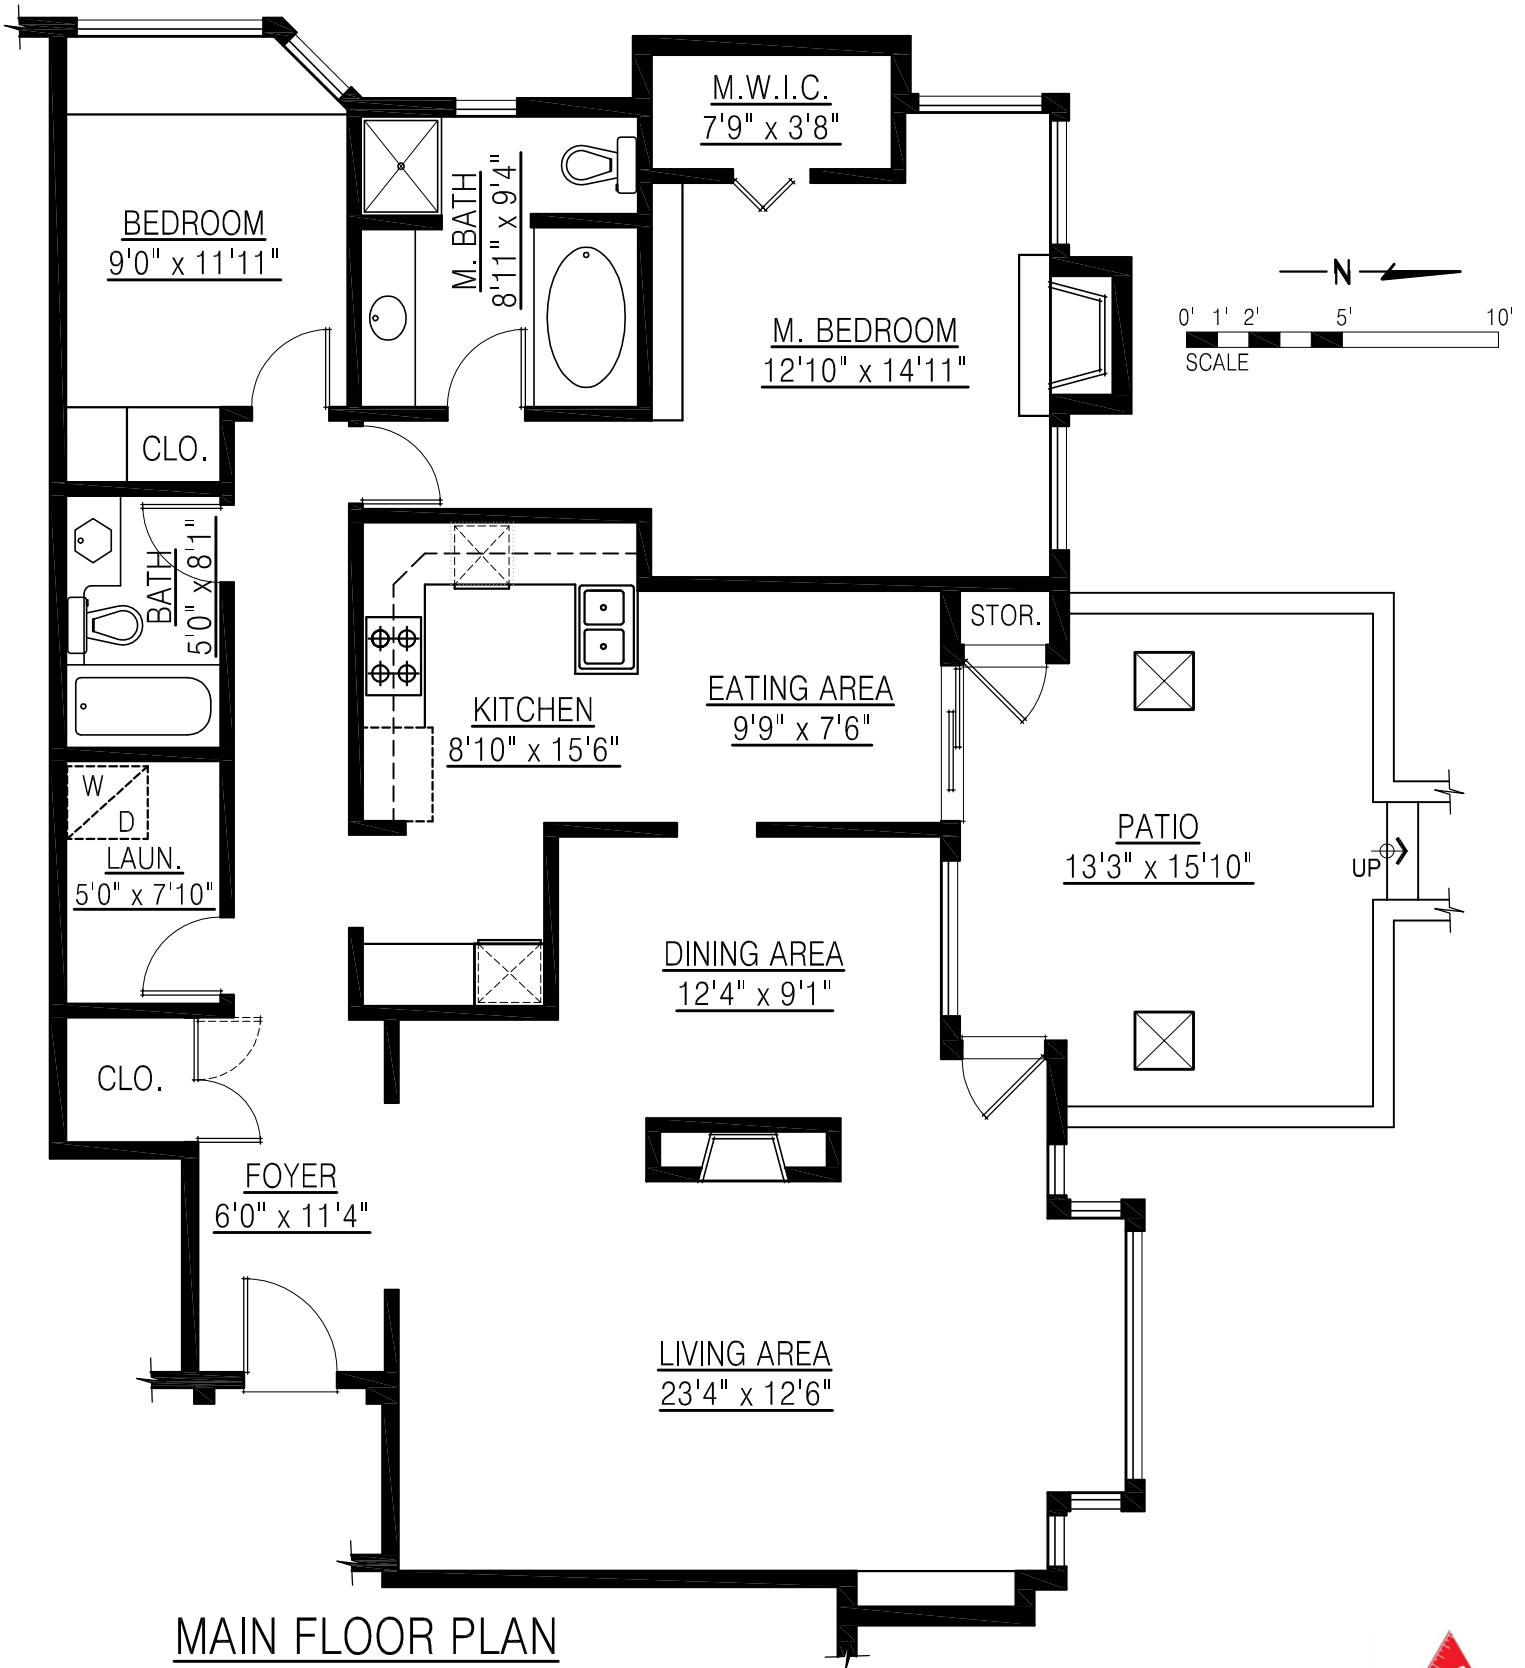 M.W.I.C.
7'9" x 3'8"
BEDROOM
9'0" x 11'11"
M. BATH
8'11" x 9'4"
N
0' 1' 2' 5' 10'
SCALE
M. BEDROOM
12'10" x 14'11"
CLO.
BATH
5'0" x 8'1"
STOR.
KITCHEN
8'10" x 15'6"
EATING AREA
9'9" x 7'6"
W
D
LAUN.
5'0" x 7'10"
PATIO
13'3" x 15'10"
UP
DINING AREA
12'4" x 9'1"
CLO.
FOYER
6'0" x 11'4"
LIVING AREA
23'4" x 12'6"
MAIN FLOOR PLAN